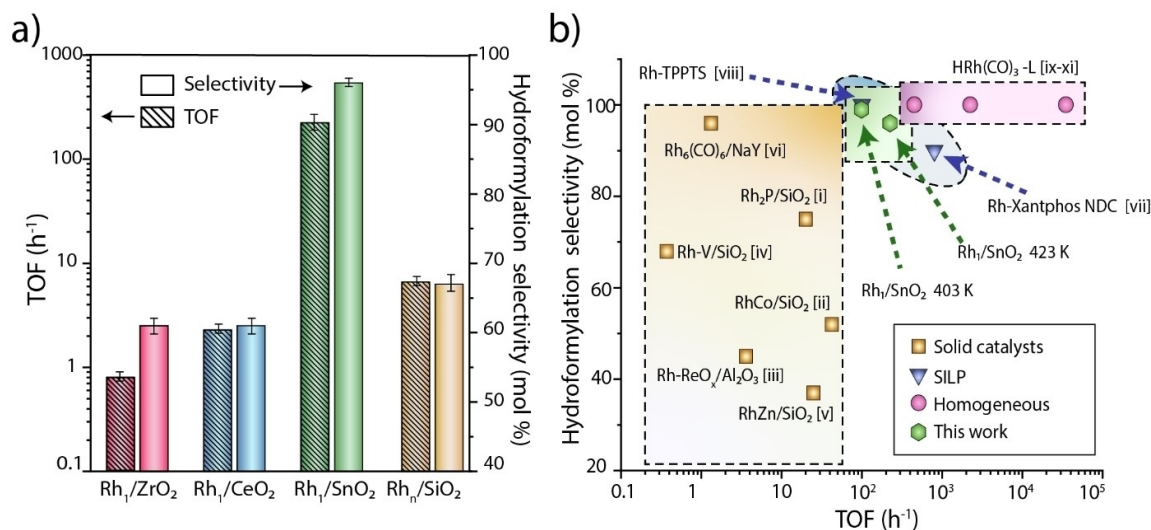 a)
1000
100
10
1
0.1
TOF (h⁻¹)
Selectivity
TOF
100
90
80
70
60
50
40
Hydroformylation selectivity (mol %)
Rh₁/ZrO₂
Rh₁/CeO₂
Rh₁/SnO₂
Rhₙ/SiO₂
b)
Hydroformylation selectivity (mol %)
100
80
60
40
20
Rh-TPPTS [viii]
HRh(CO)₃ -L [ix-xi]
Rh₆(CO)₆/NaY [vi]
Rh₂P/SiO₂ [i]
Rh-Xantphos NDC [vii]
Rh-V/SiO₂ [iv]
Rh₁/SnO₂ 423 K
Rh₁/SnO₂ 403 K
RhCo/SiO₂ [ii]
Rh-ReOₓ/Al₂O₃ [iii]
RhZn/SiO₂ [v]
Solid catalysts
SILP
Homogeneous
This work
0.1
1
10
10²
10³
10⁴
10⁵
TOF (h⁻¹)